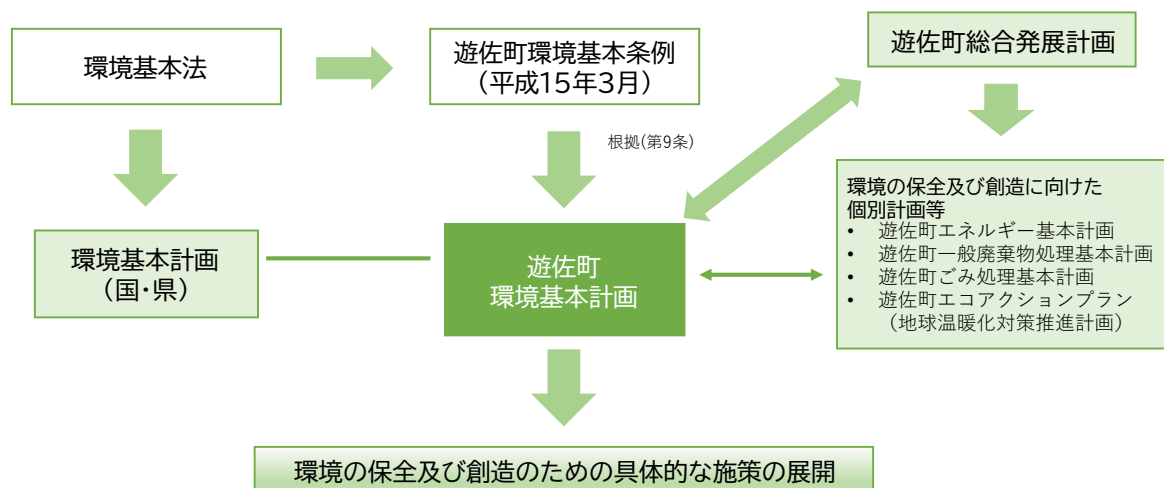 環境基本法
遊佐町環境基本条例
（平成15年3月）
遊佐町総合発展計画
根拠(第9条)
環境の保全及び創造に向けた
個別計画等
• 遊佐町エネルギー基本計画
• 遊佐町一般廃棄物処理基本計画
• 遊佐町ごみ処理基本計画
• 遊佐町エコアクションプラン
（地球温暖化対策推進計画）
環境基本計画
（国・県）
遊佐町
環境基本計画
環境の保全及び創造のための具体的な施策の展開